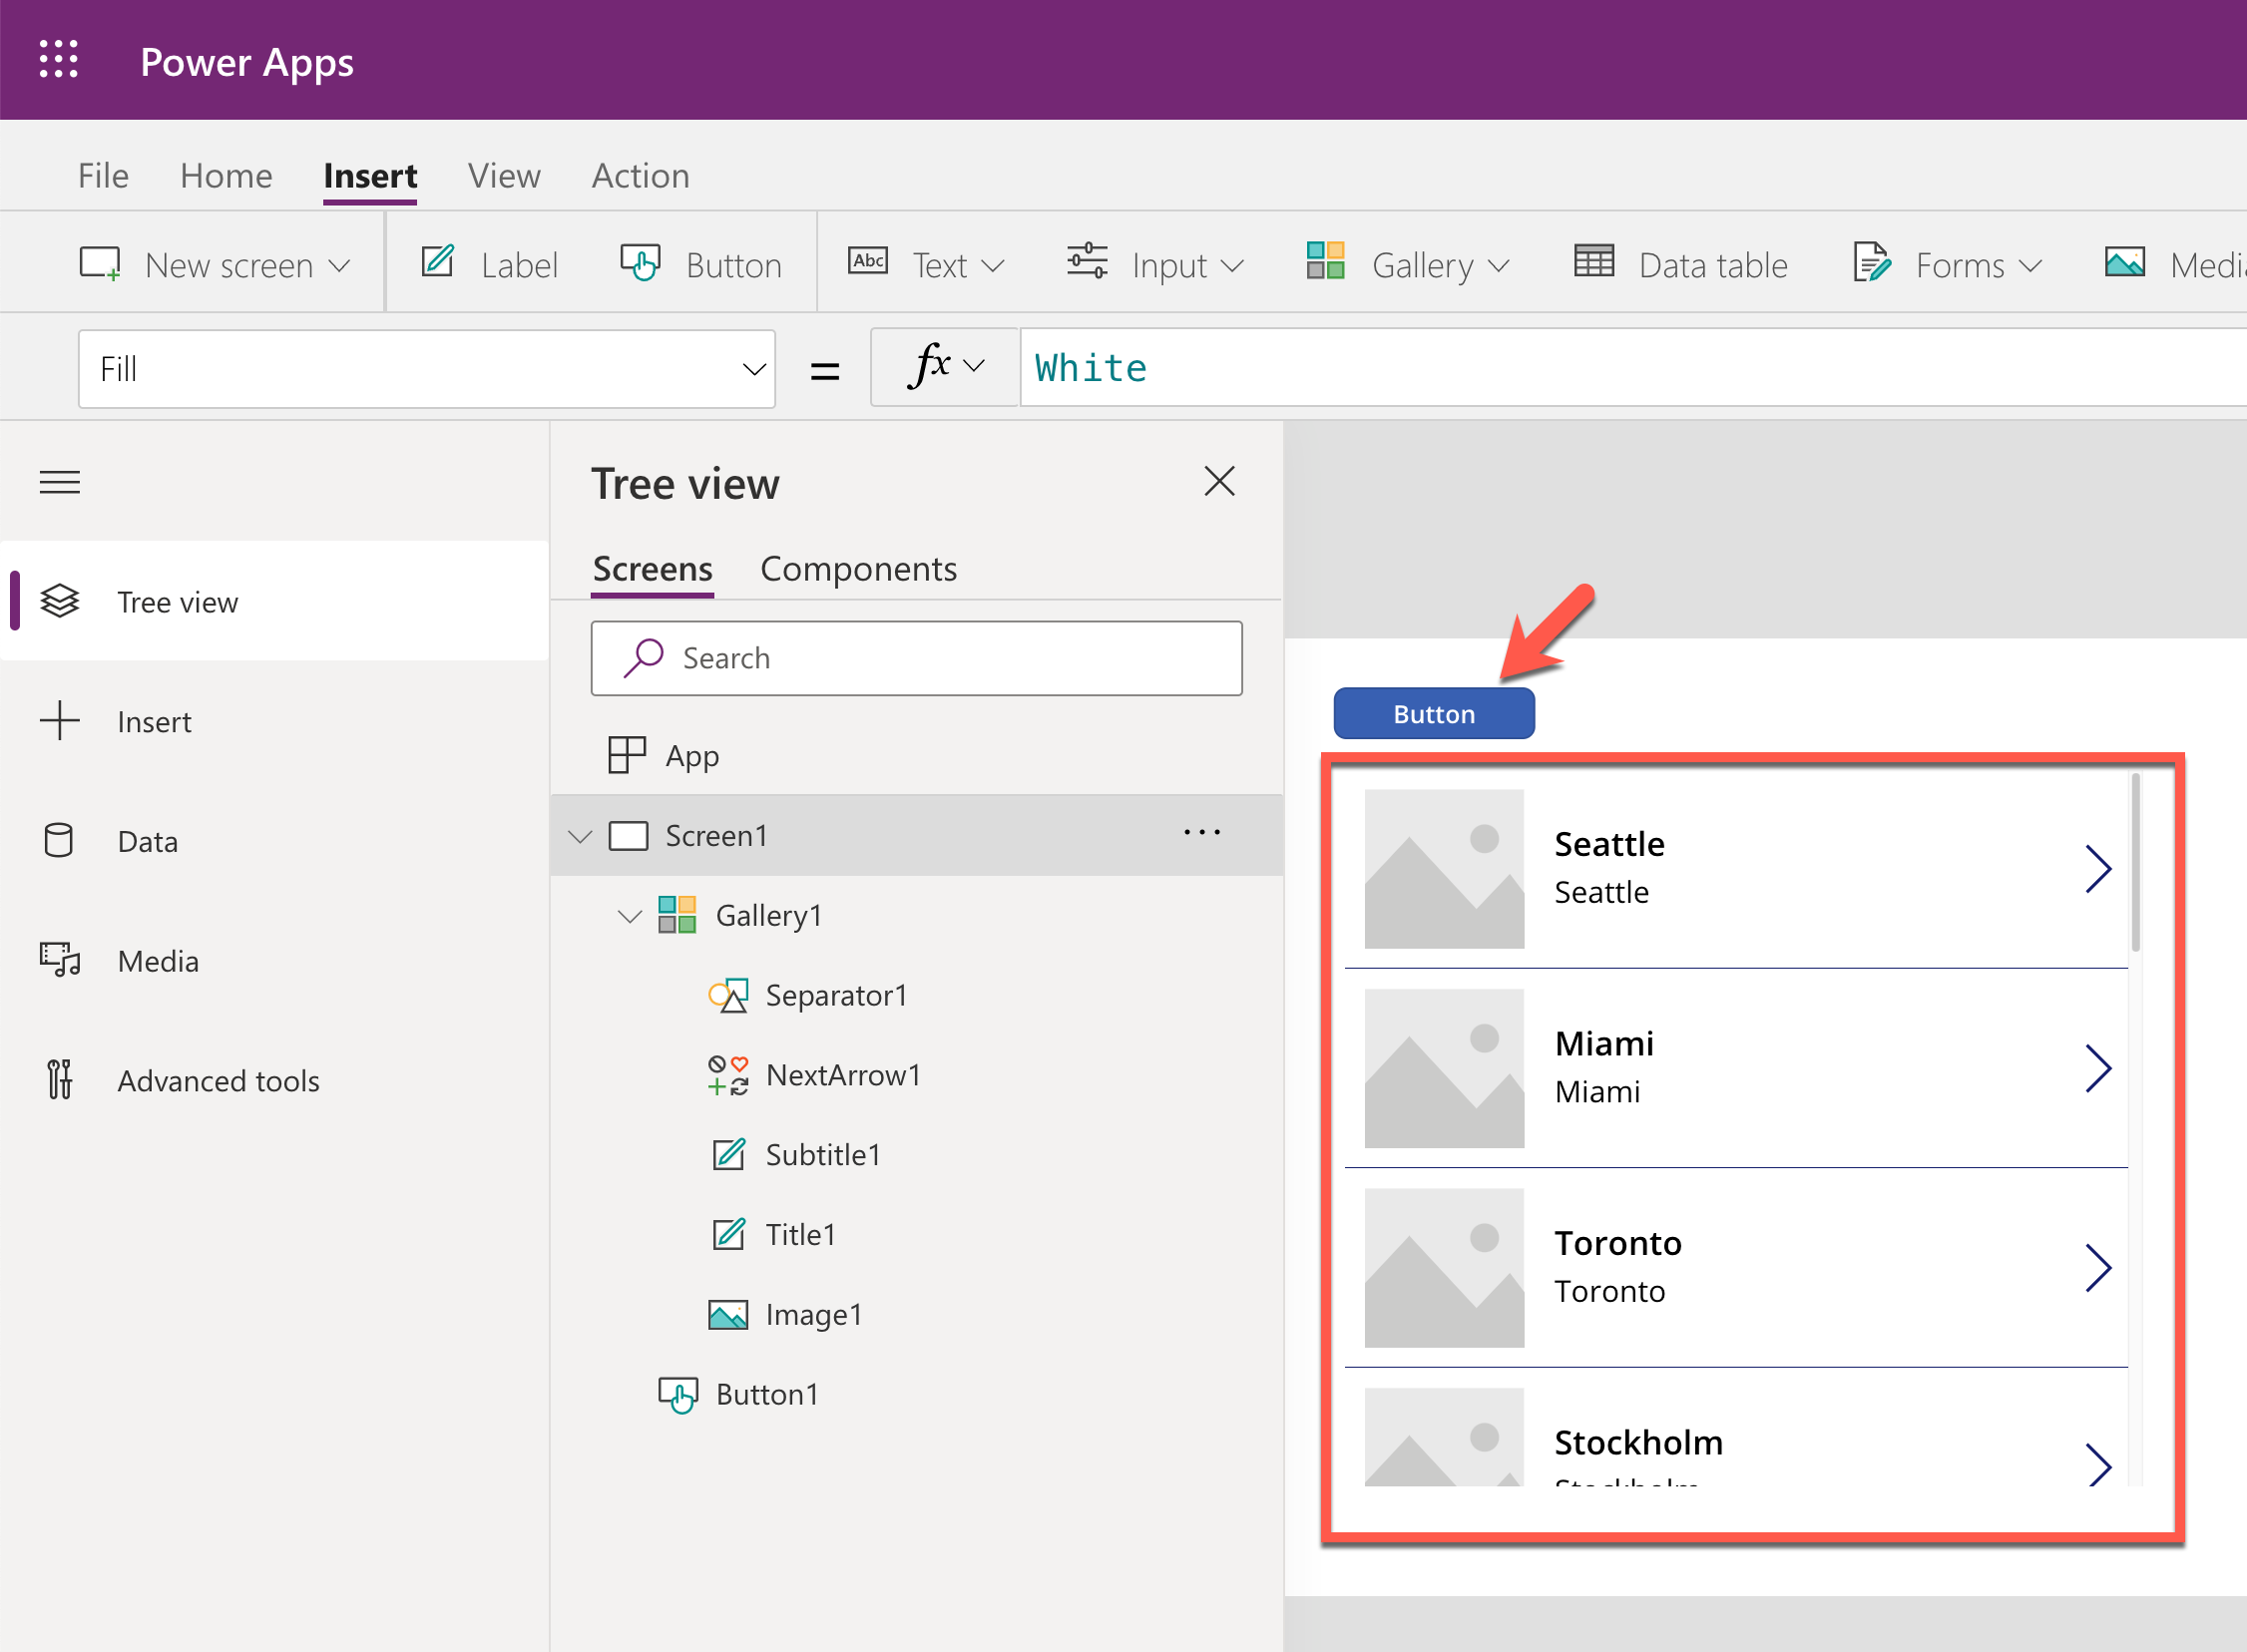 Power Apps
File Home Insert View Action
New screen Label Button Abc Text Input Gallery Data table Forms
Fill = fx White
Tree view
Screens Components
Tree view
Search
Insert
App
Data
Screen1
Gallery1
Media
Separator1
Advanced tools
NextArrow1
Subtitle1
Title1
Image1
Button1
Button
Seattle
Seattle
Miami
Miami
Toronto
Toronto
Stockholm